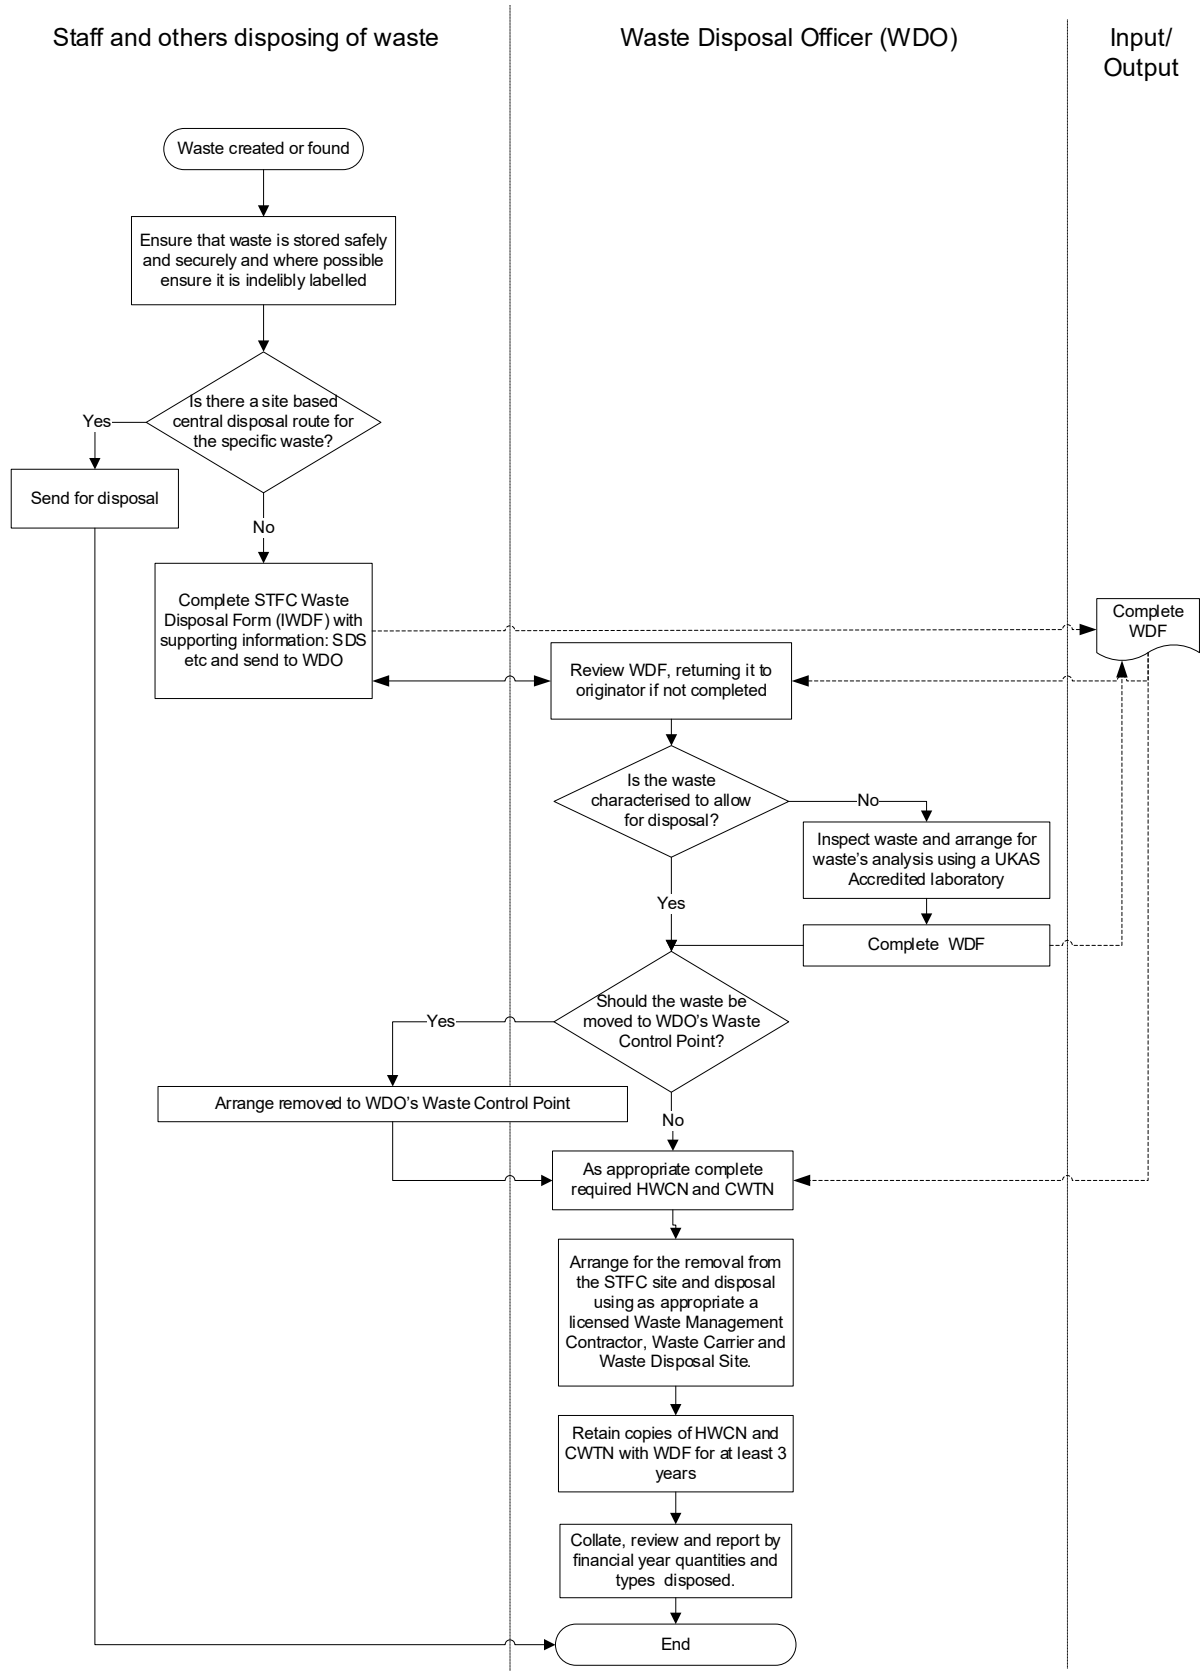 Staff and others disposing of waste
Waste Disposal Officer (WDO)
Input/
Output
Waste created or found
Ensure that waste is stored safely
and securely and where possible
ensure it is indelibly labelled
Is there a site based
central disposal route for
the specific waste?
Yes
Send for disposal
No
Complete STFC Waste
Disposal Form (IWDF) with
supporting information: SDS
etc and send to WDO
Complete
WDF
Review WDF, returning it to
originator if not completed
Is the waste
characterised to allow
for disposal?
No
Inspect waste and arrange for
waste's analysis using a UKAS
Accredited laboratory
Yes
Complete WDF
Should the waste be
moved to WDO's Waste
Control Point?
Yes
Arrange removed to WDO's Waste Control Point
No
As appropriate complete
required HWCN and CWTN
Arrange for the removal from
the STFC site and disposal
using as appropriate a
licensed Waste Management
Contractor, Waste Carrier and
Waste Disposal Site.
Retain copies of HWCN and
CWTN with WDF for at least 3
years
Collate, review and report by
financial year quantities and
types disposed.
End